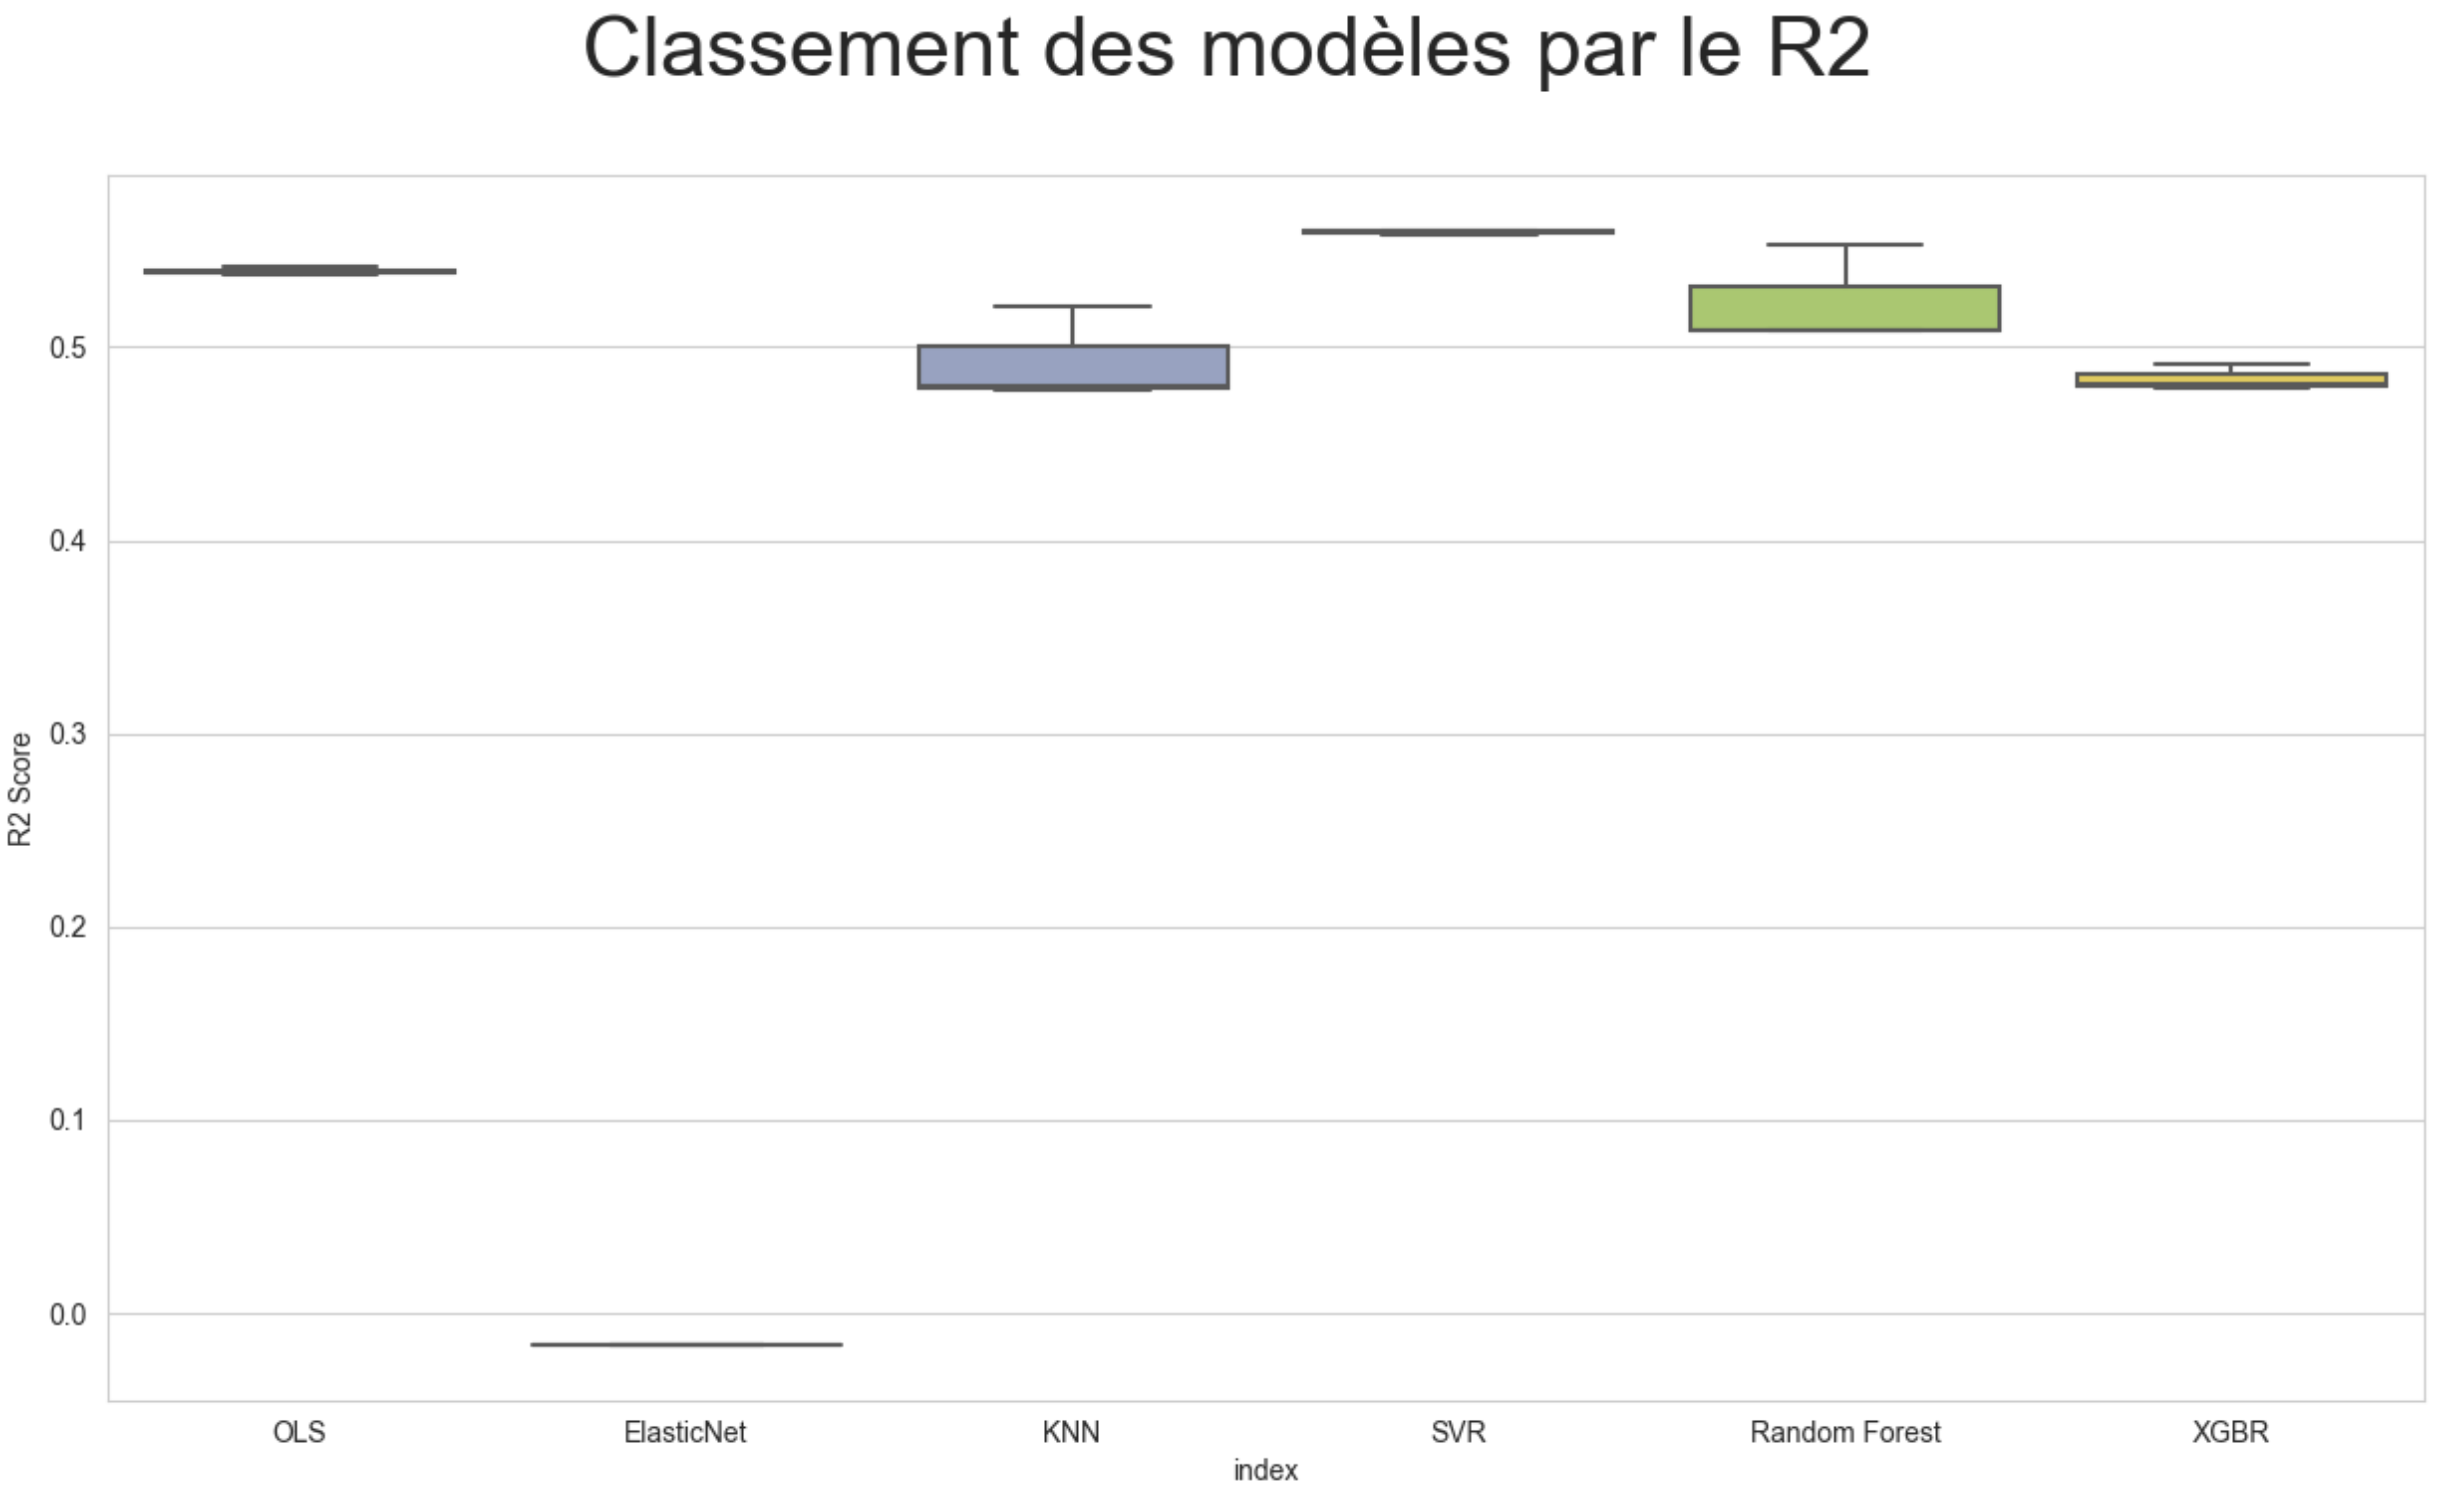 Classement des modèles par le R2
R2 Score
0.5
0.4
0.3
0.2
0.1
0.0
OLS
ElasticNet
KNN
SVR
Random Forest
XGBR
index